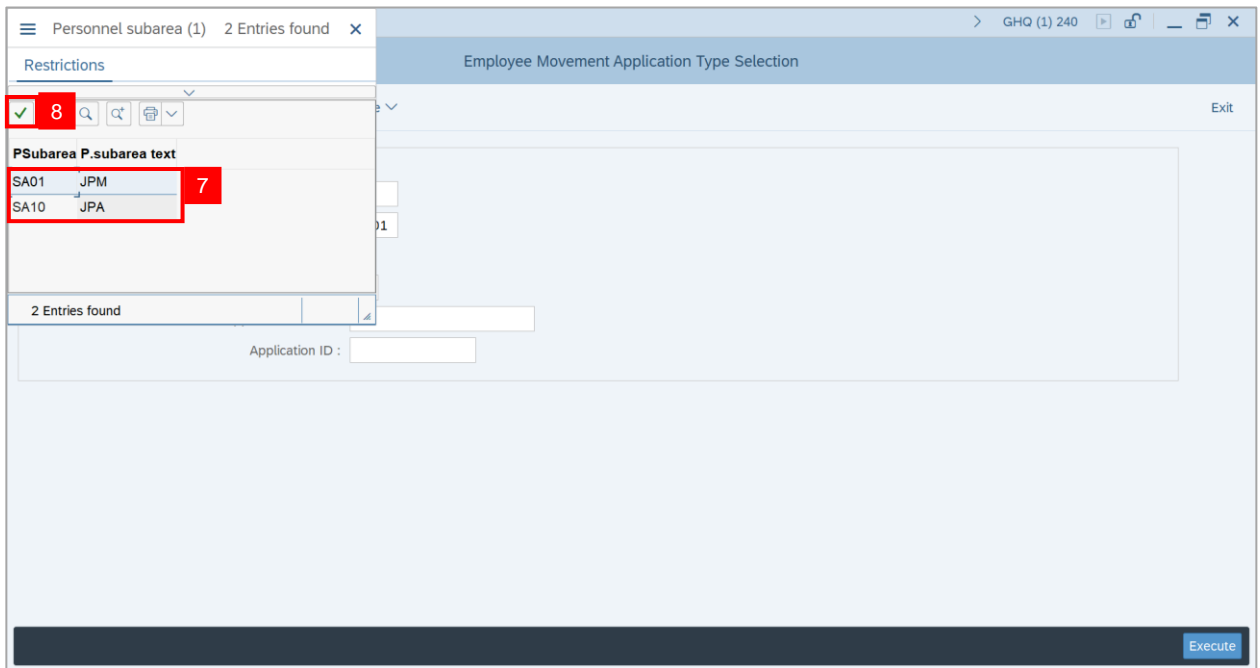 Personnel subarea (1) 2 Entries found
GHQ (1) 240
Restrictions
Employee Movement Application Type Selection
8
Exit
PSubarea P.subarea text
SA01 JPM
7
SA10 JPA
01
2 Entries found
Application ID :
Execute